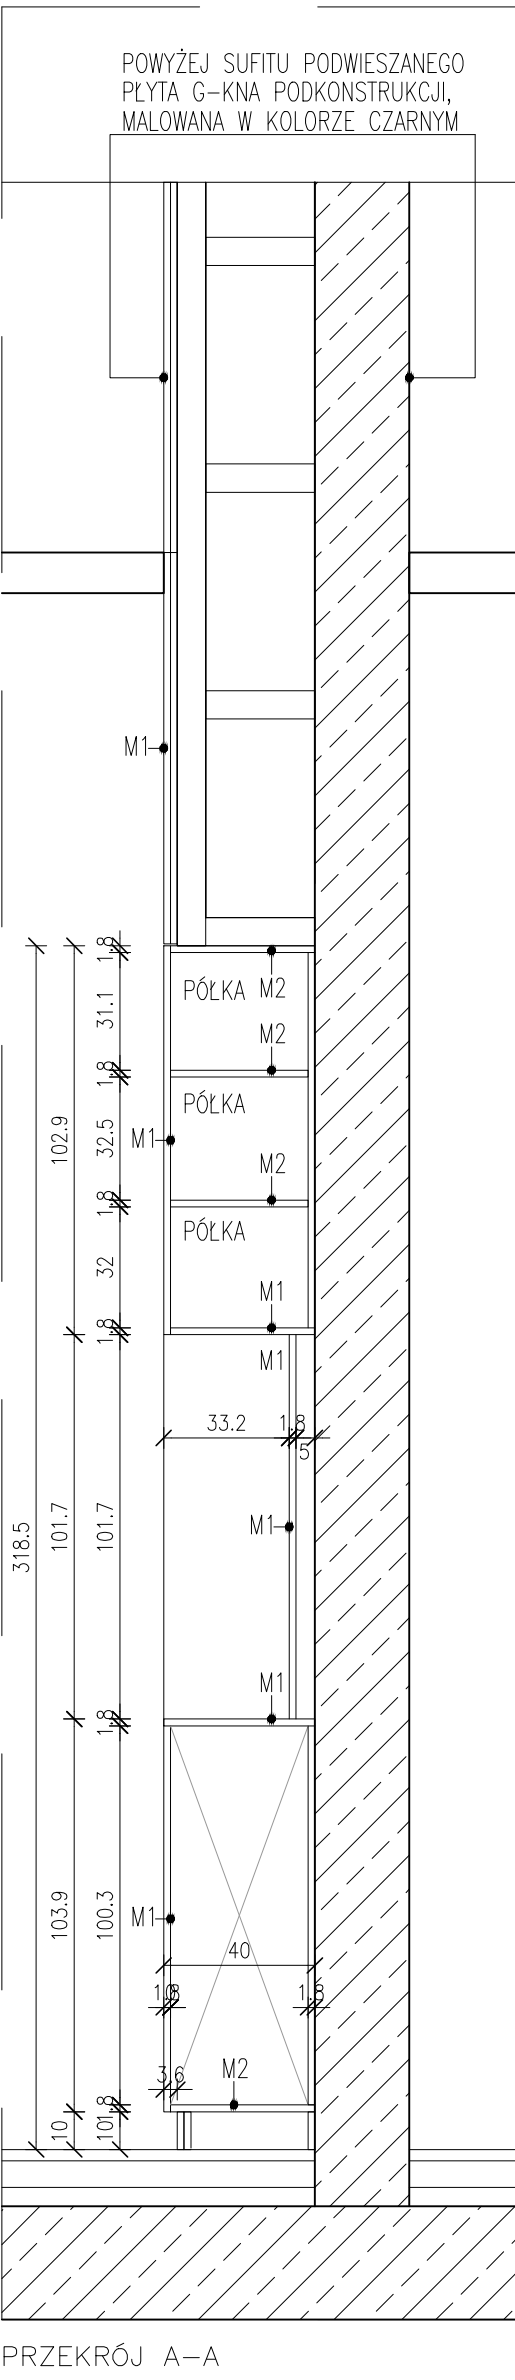 POWYŻEJ SUFITU PODWIESZANEGO
PŁYTA G-KNA PODKONSTRUKCJI,
MALOWANA W KOLORZE CZARNYM
M1
1.8
PÓŁKA M2
31.1
M2
1.8
PÓŁKA
102.9
32.5
M1
M2
1.8
PÓŁKA
32
M1
1.8
M1
33.2
1.8
5
318.5
101.7
101.7
M1
M1
1.8
103.9
100.3
M1
40
1.8
1.8
3.6
M2
1.8
10
10
PRZEKRÓJ A-A